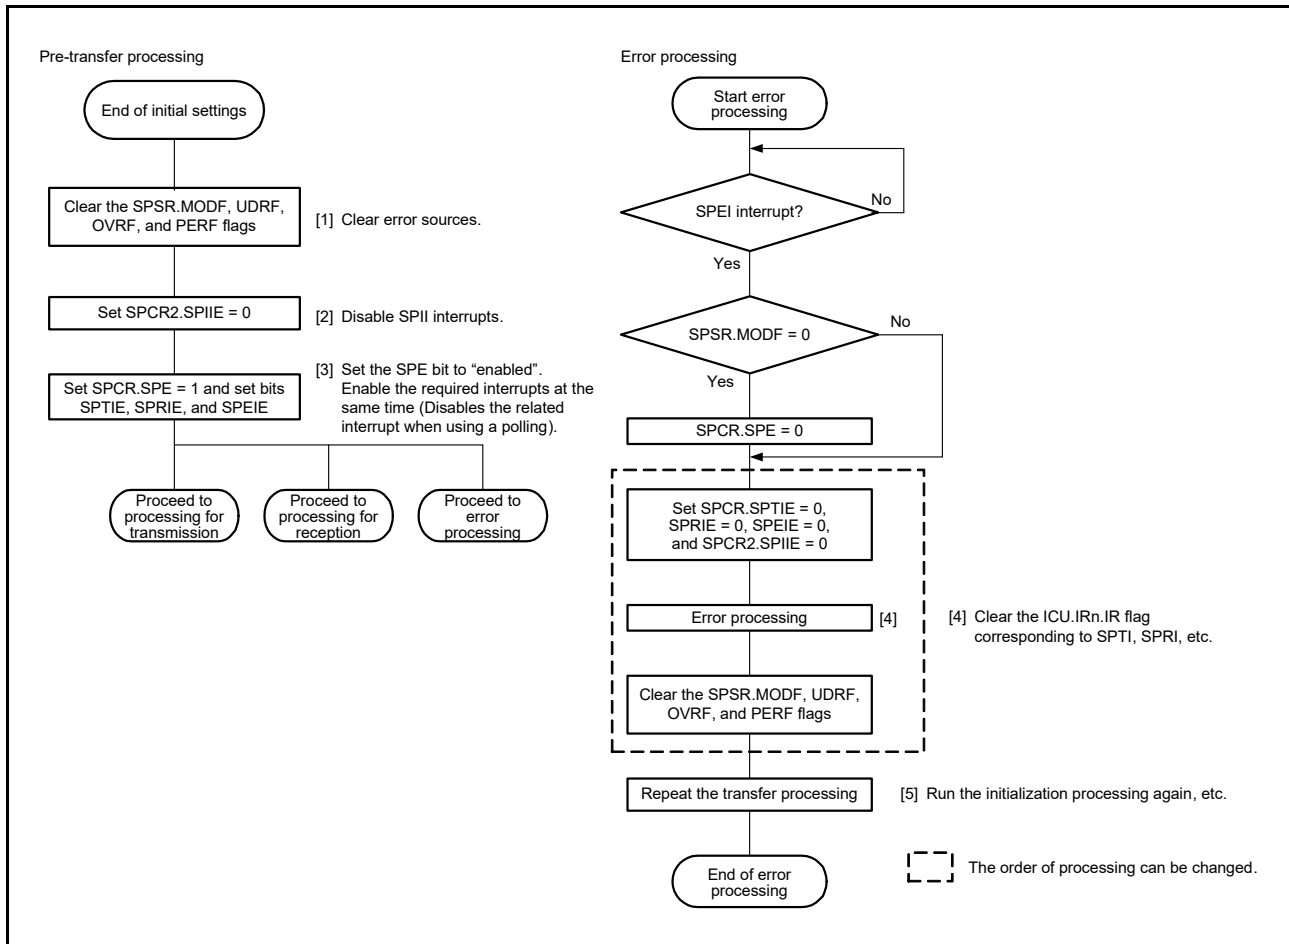 Pre-transfer processing
End of initial settings
Clear the SPSR.MODF, UDRF,
OVRF, and PERF flags
[1] Clear error sources.
Set SPCR2.SPIIE = 0
[2] Disable SPII interrupts.
Set SPCR.SPE = 1 and set bits
SPTIE, SPRIE, and SPEIE
[3] Set the SPE bit to “enabled”.
Enable the required interrupts at the
same time (Disables the related
interrupt when using a polling).
Proceed to
processing for
transmission
Proceed to
processing for
reception
Proceed to
error
processing
Error processing
Start error
processing
SPEI interrupt?
No
Yes
SPSR.MODF = 0
No
Yes
SPCR.SPE = 0
Set SPCR.SPTIE = 0,
SPRIE = 0, SPEIE = 0,
and SPCR2.SPIIE = 0
Error processing
[4]
[4] Clear the ICU.IRn.IR flag
corresponding to SPTI, SPRI, etc.
Clear the SPSR.MODF, UDRF,
OVRF, and PERF flags
Repeat the transfer processing
[5] Run the initialization processing again, etc.
End of error
processing
The order of processing can be changed.